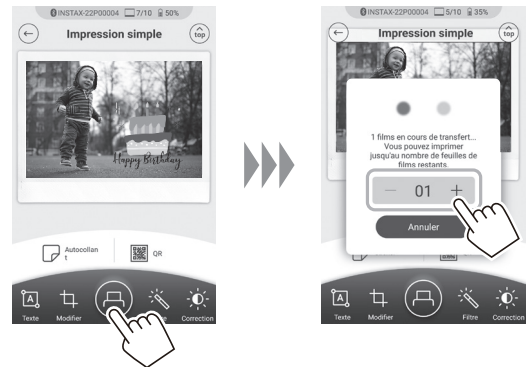 INSTAX-22P00004 7/10 50%
Impression simple
top
Happy Birthday
Autocollan
t
QR
A
Texte Modifier Correction
INSTAX-22P00004 5/10 35%
Impression simple
top
1 films en cours de transfert...
Vous pouvez imprimer
jusqu'au nombre de feuilles de
films restants.
— 01 +
Annuler
A
Texte Modifier Filtre Correction